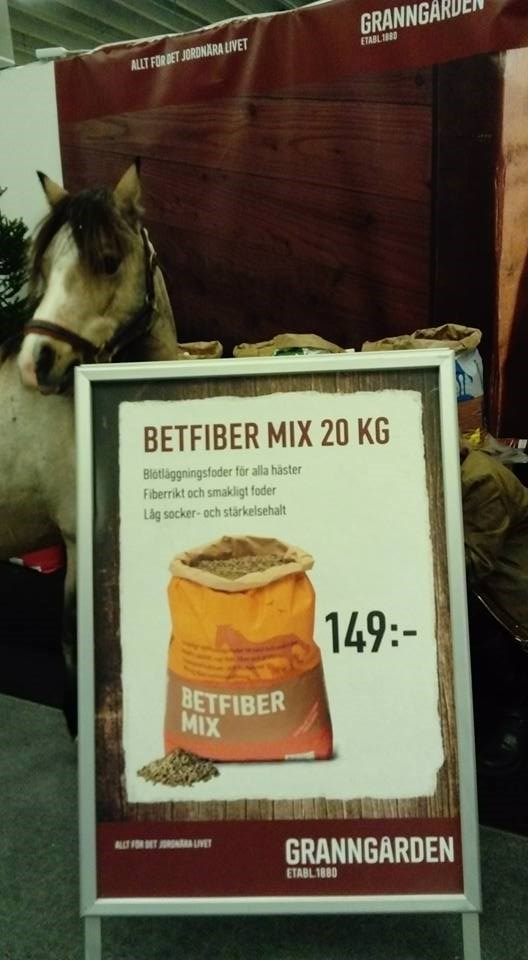 ALLT FÖR DET JORDNÄRA LIVET
GRANNGÅRDEN
ETABL.1880
BETFIBER MIX 20 KG
Blötläggningsfoder för alla hästar
Fiberrikt och smakligt foder
Låg socker- och stärkelsehalt
149:-
BETFIBER
MIX
ALLT FÖR DET JORDNÄRA LIVET
GRANNGÅRDEN
ETABL.1880